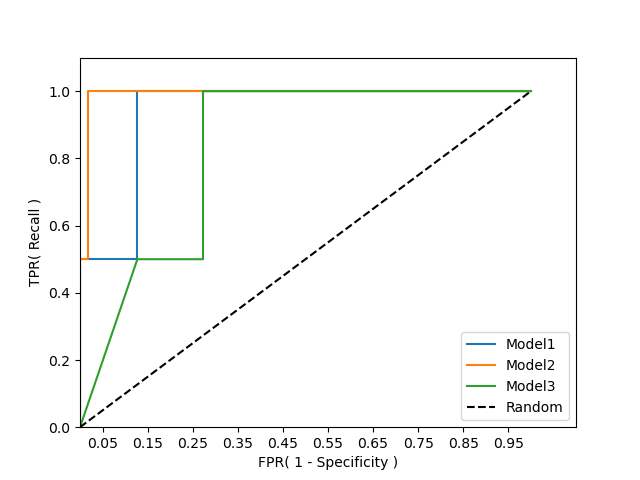 TPR( Recall )
1.0
0.8
0.6
0.4
0.2
0.0
0.05 0.15 0.25 0.35 0.45 0.55 0.65 0.75 0.85 0.95
FPR( 1 - Specificity )
Model1
Model2
Model3
Random